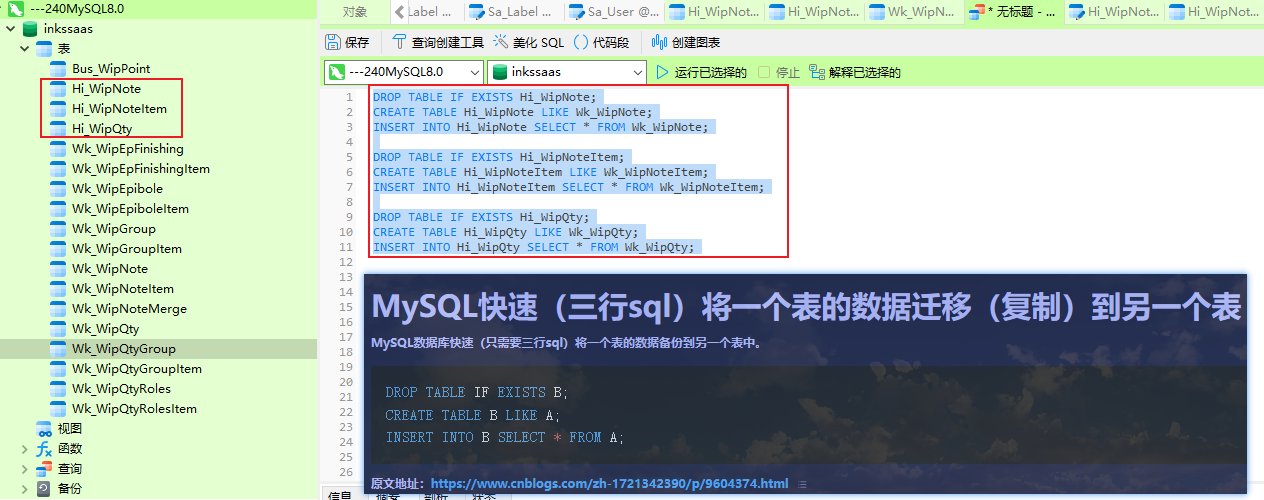 ---240MySQL8.0
inkssaas
表
Bus_WipPoint
Hi_WipNote
Hi_WipNoteItem
Hi_WipQty
Wk_WipEpFinishing
Wk_WipEpFinishingItem
Wk_WipEpibole
Wk_WipEpiboleItem
Wk_WipGroup
Wk_WipGroupItem
Wk_WipNote
Wk_WipNoteItem
Wk_WipNoteMerge
Wk_WipQty
Wk_WipQtyGroup
Wk_WipQtyGroupItem
Wk_WipQtyRoles
Wk_WipQtyRolesItem
视图
函数
查询
备份
对象 Label ... Sa_Label ... Sa_User @... Hi_WipNot... Hi_WipNot... Wk_WipN... * 无标题 - ... Hi_WipNot... Hi_WipNot...
保存 查询创建工具 美化 SQL () 代码段 创建图表
---240MySQL8.0 inkssaas 运行已选择的 停止 解释已选择的
1 DROP TABLE IF EXISTS Hi_WipNote;
2 CREATE TABLE Hi_WipNote LIKE Wk_WipNote;
3 INSERT INTO Hi_WipNote SELECT * FROM Wk_WipNote;
4
5 DROP TABLE IF EXISTS Hi_WipNoteItem;
6 CREATE TABLE Hi_WipNoteItem LIKE Wk_WipNoteItem;
7 INSERT INTO Hi_WipNoteItem SELECT * FROM Wk_WipNoteItem;
8
9 DROP TABLE IF EXISTS Hi_WipQty;
10 CREATE TABLE Hi_WipQty LIKE Wk_WipQty;
11 INSERT INTO Hi_WipQty SELECT * FROM Wk_WipQty;
12
13
14
15
16
17
18
19
20
21
22
23
24
25
26
MySQL快速（三行sql）将一个表的数据迁移（复制）到另一个表
MySQL数据库快速（只需要三行sql）将一个表的数据备份到另一个表中。
DROP TABLE IF EXISTS B;
CREATE TABLE B LIKE A;
INSERT INTO B SELECT * FROM A;
原文地址：https://www.cnblogs.com/zh-1721342390/p/9604374.html
信息 摘要 剖析 状态